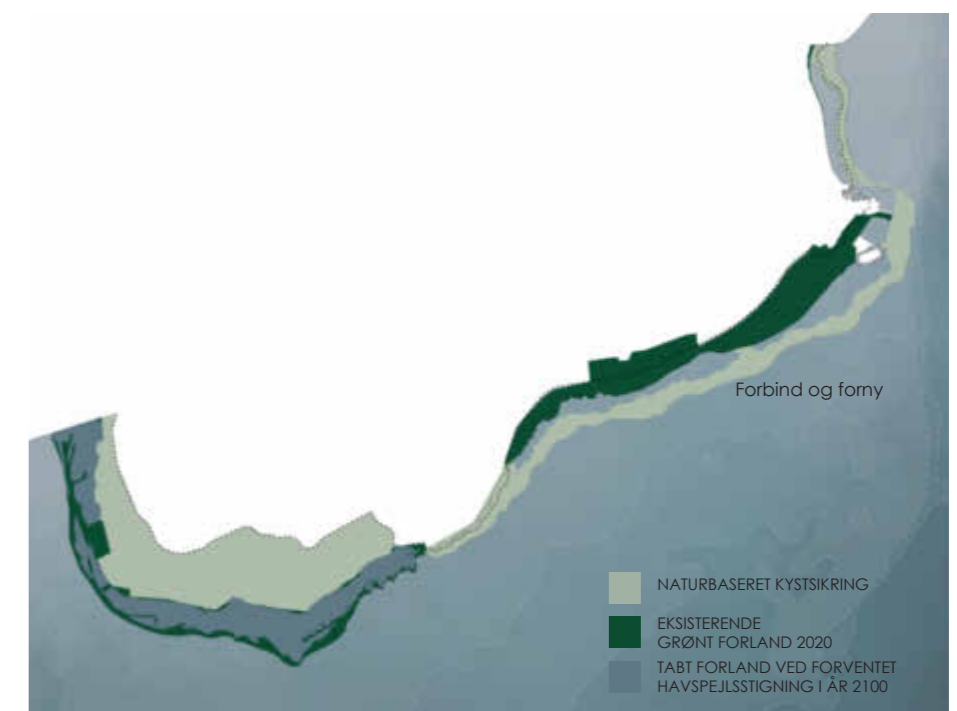 Forbind og forny
NATURBASERET KYSTSIKRING
EKSISTERENDE
GRØNT FORLAND 2020
TABT FORLAND VED FORVENTET
HAVSPEJLSSTIGNING I ÅR 2100